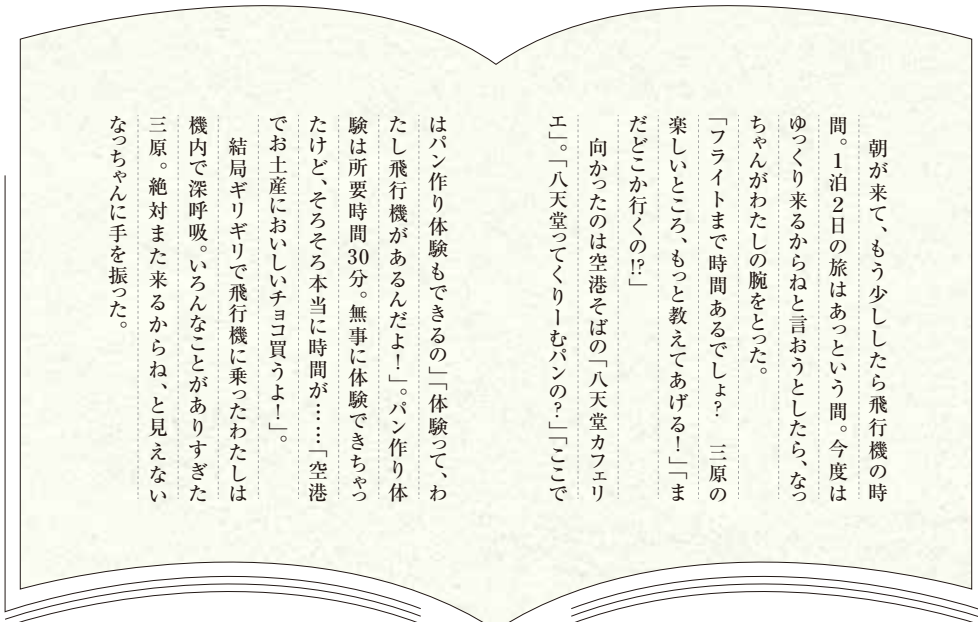 朝が来て、もう少ししたら飛行機の時
間。1泊2日の旅はあっという間。今度は
ゆっくり来るからねと言おうとしたら、なっ
ちゃんがわたしの腕をとった。
「フライトまで時間あるでしょ？　三原の
楽しいところ、もっと教えてあげる！」「ま
だどこか行くの!?」
向かったのは空港そばの「八天堂カフェリ
エ」。「八天堂ってくりーむパンの？」「ここで
はパン作り体験もできるの」「体験って、わ
たし飛行機があるんだよ！」。パン作り体
験は所要時間30分。無事に体験できちゃっ
たけど、そろそろ本当に時間が……「空港
でお土産においしいチョコ買うよ！」。
結局ギリギリで飛行機に乗ったわたしは
機内で深呼吸。いろんなことがありすぎた
三原。絶対また来るからね、と見えない
なっちゃんに手を振った。